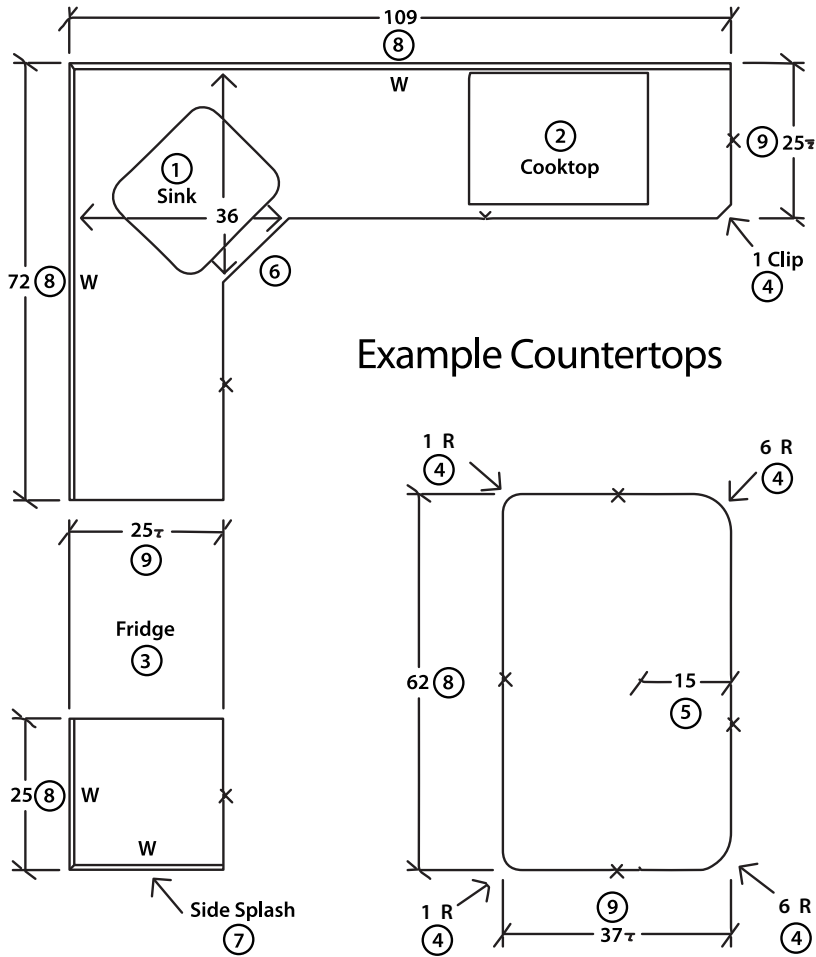 109
8
W
2
Cooktop
9 25
1
Sink
36
72 8 W
6
1 Clip
4
Example Countertops
1 R
4
6 R
4
25
9
Fridge
3
62 8
15
5
25 8 W
W
Side Splash
7
1 R
4
9
37
6 R
4
X
X
X
X
X
X
X